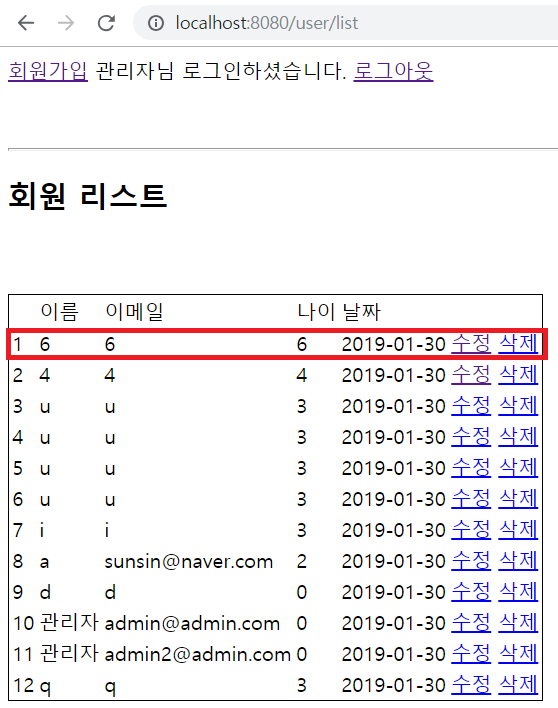 localhost:8080/user/list
회원가입 관리자님 로그인하셨습니다. 로그아웃
회원 리스트
이름 이메일 나이 날짜
1 6 6 6 2019-01-30 수정 삭제
2 4 4 4 2019-01-30 수정 삭제
3 u u 3 2019-01-30 수정 삭제
4 u u 3 2019-01-30 수정 삭제
5 u u 3 2019-01-30 수정 삭제
6 u u 3 2019-01-30 수정 삭제
7 i i 3 2019-01-30 수정 삭제
8 a sunsin@naver.com 2 2019-01-30 수정 삭제
9 d d 0 2019-01-30 수정 삭제
10 관리자 admin@admin.com 0 2019-01-30 수정 삭제
11 관리자 admin2@admin.com 0 2019-01-30 수정 삭제
12 q q 3 2019-01-30 수정 삭제